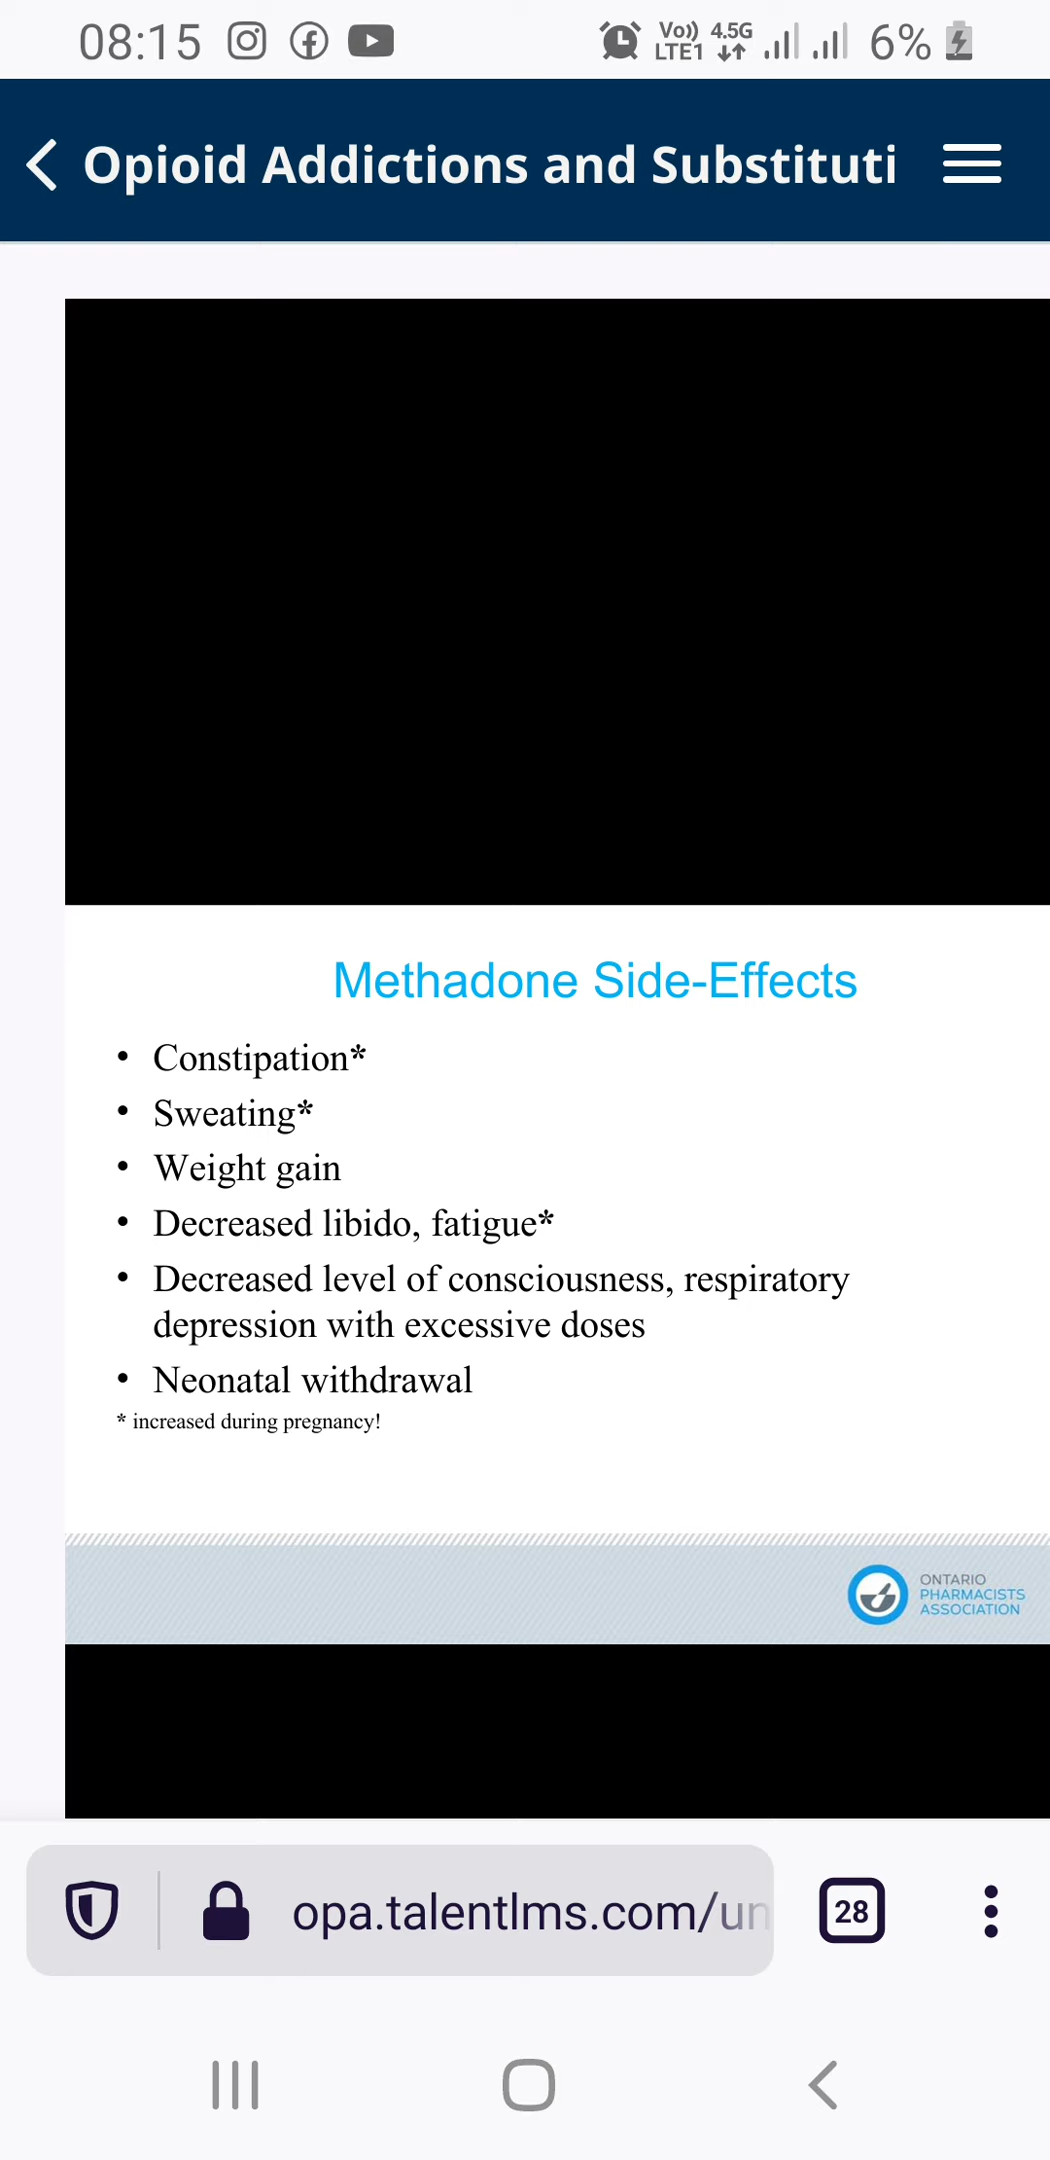 08:15 Vo)) LTE1 4.5G 6%
Opioid Addictions and Substituti
Methadone Side-Effects
• Constipation*
• Sweating*
• Weight gain
• Decreased libido, fatigue*
• Decreased level of consciousness, respiratory
depression with excessive doses
• Neonatal withdrawal
* increased during pregnancy!
ONTARIO
PHARMACISTS
ASSOCIATION
opa.talentlms.com/un
28